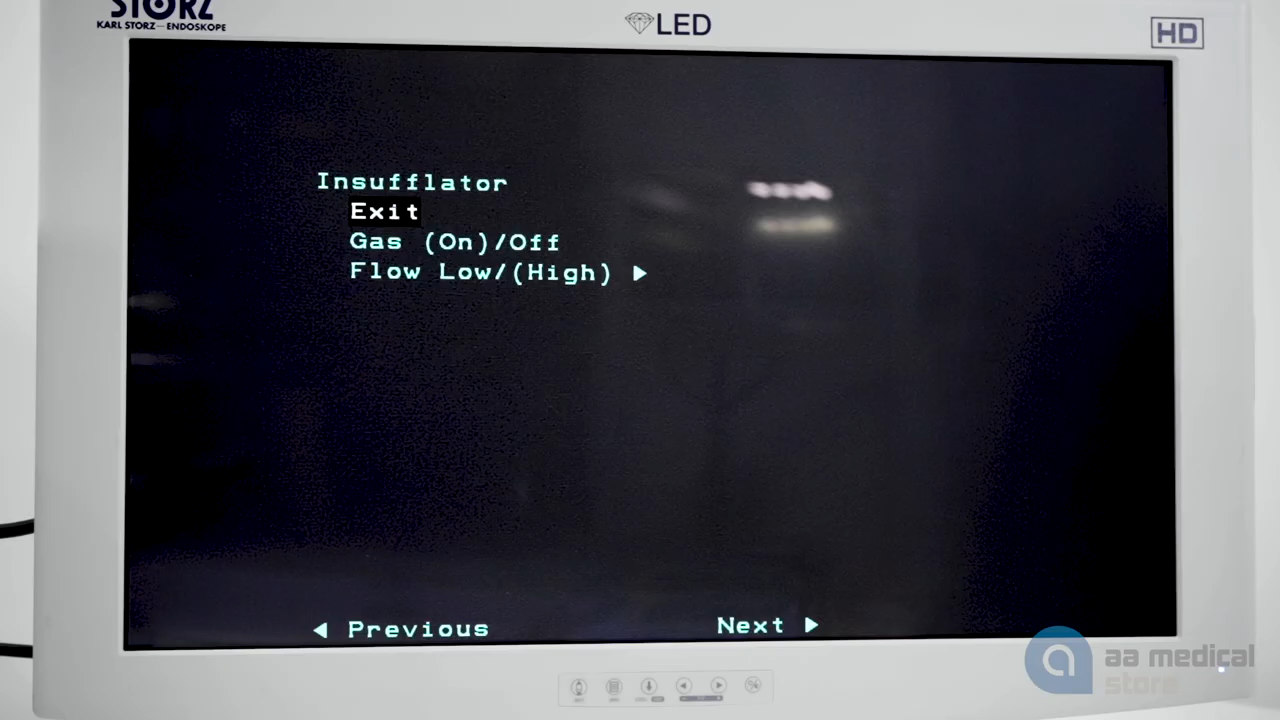 STORZ
KARL STORZ—ENDOSKOPE
LED
HD
Insufflator
Exit
Gas (On)/Off
Flow Low/(High) ▶
◀ Previous
Next ▶
aa medical
store